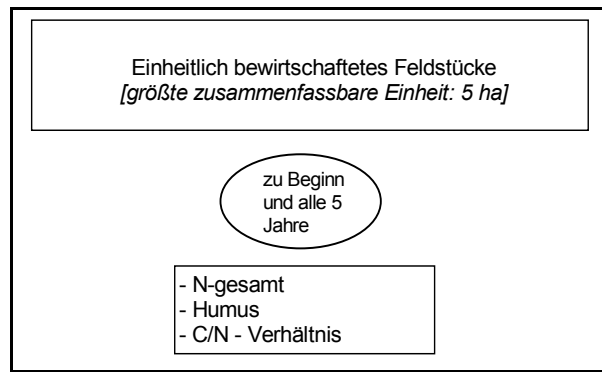 Einheitlich bewirtschaftetes Feldstücke
[größte zusammenfassbare Einheit: 5 ha]
zu Beginn
und alle 5
Jahre
- N-gesamt
- Humus
- C/N - Verhältnis